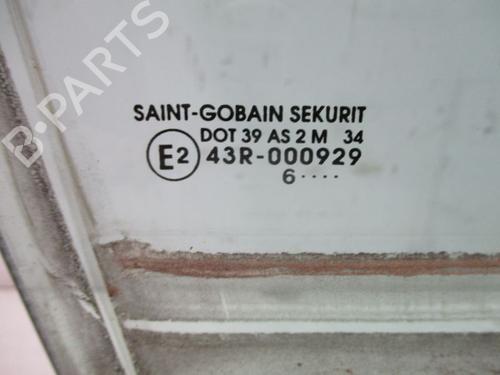 B-PARTS
SAINT-GOBAIN SEKURIT
DOT 39 AS 2 M 34
E2 43R-000929
6····